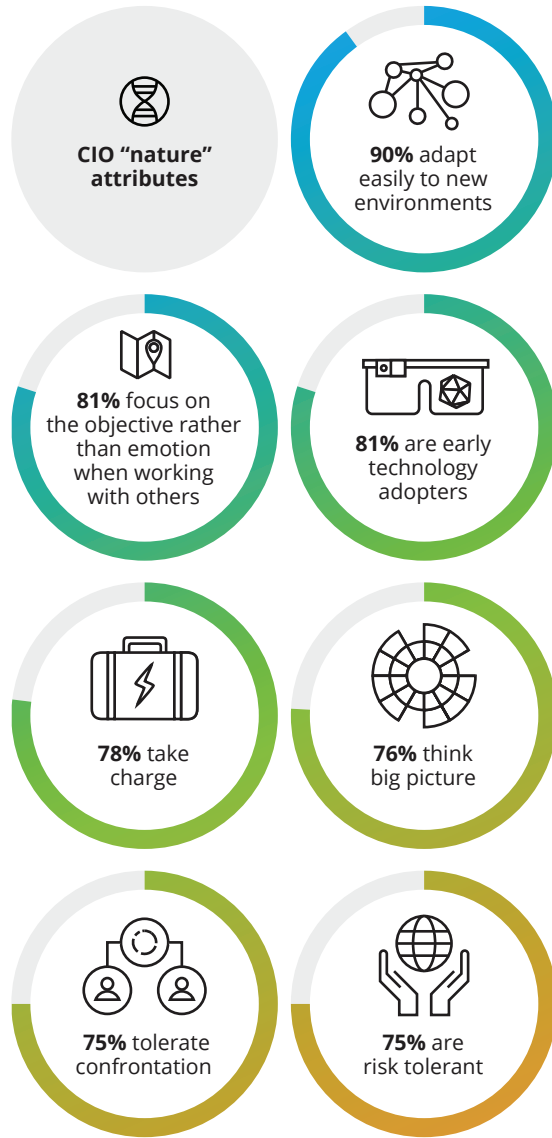 CIO “nature”
attributes
90% adapt
easily to new
environments
81% focus on
the objective rather
than emotion
when working
with others
81% are early
technology
adopters
78% take
charge
76% think
big picture
75% tolerate
confrontation
75% are
risk tolerant